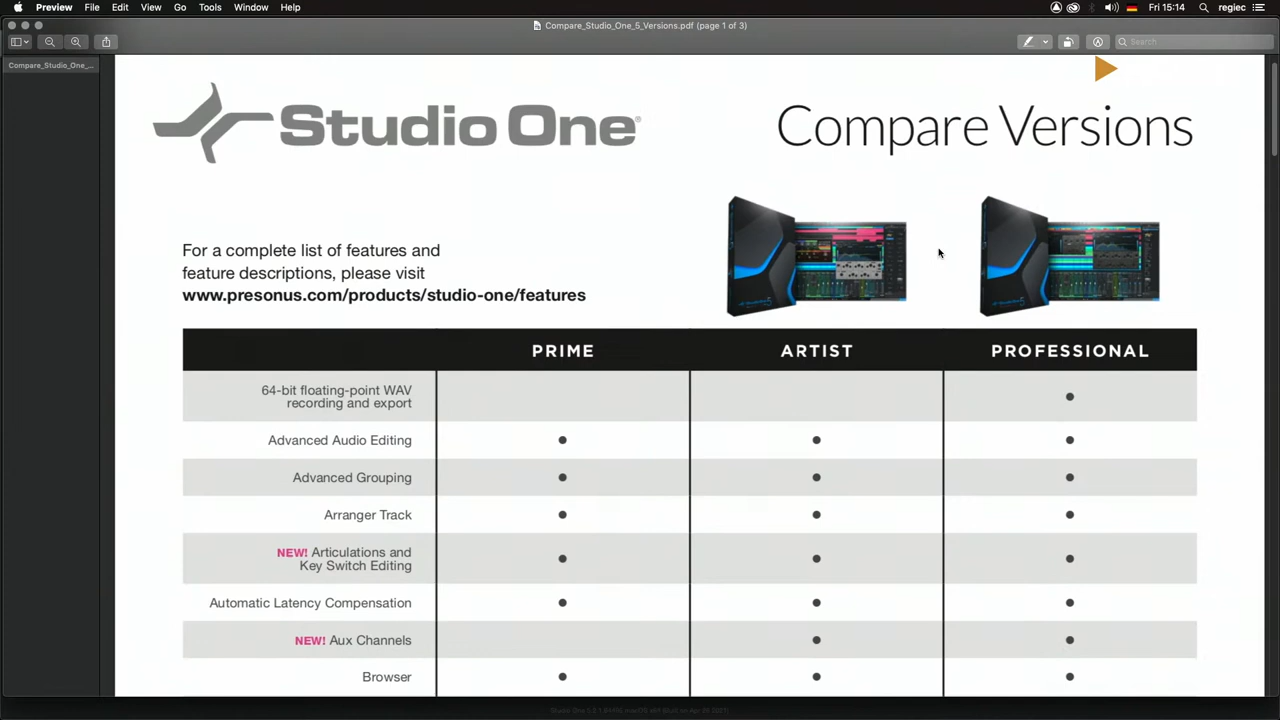 Preview File Edit View Go Tools Window Help Fri 15:14 regiec
Compare_Studio_One_5_Versions.pdf (page 1 of 3)
Search
Compare_Studio_One_...
Studio One®
Compare Versions
For a complete list of features and
feature descriptions, please visit
www.presonus.com/products/studio-one/features
PRIME ARTIST PROFESSIONAL
64-bit floating-point WAV
recording and export
Advanced Audio Editing
Advanced Grouping
Arranger Track
NEW! Articulations and
Key Switch Editing
Automatic Latency Compensation
NEW! Aux Channels
Browser